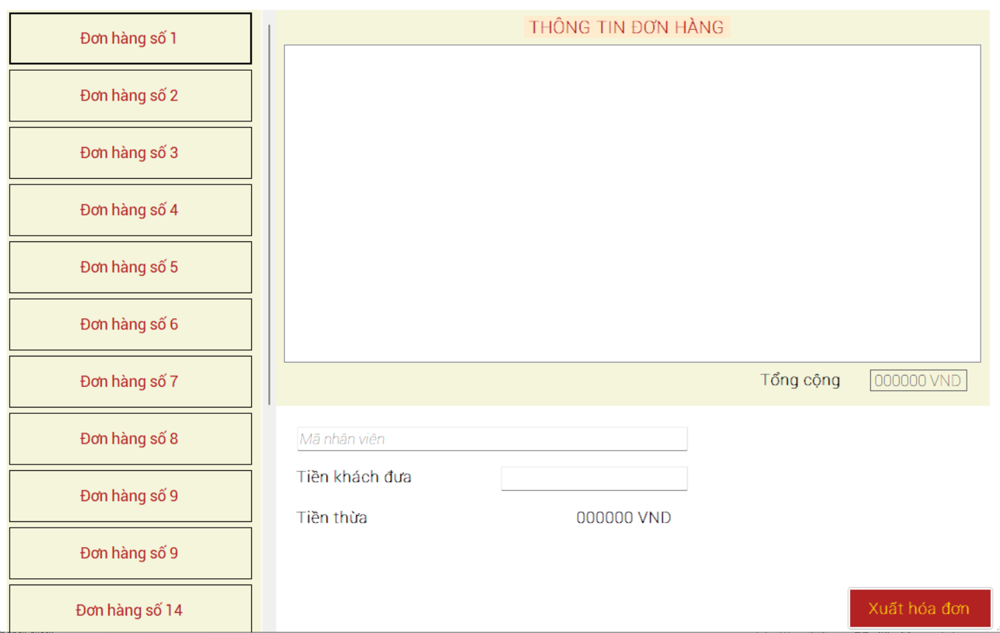 Đơn hàng số 1
Đơn hàng số 2
Đơn hàng số 3
Đơn hàng số 4
Đơn hàng số 5
Đơn hàng số 6
Đơn hàng số 7
Đơn hàng số 8
Đơn hàng số 9
Đơn hàng số 9
Đơn hàng số 14
THÔNG TIN ĐƠN HÀNG
Tổng cộng 000000 VND
Mã nhân viên
Tiền khách đưa
Tiền thừa 000000 VND
Xuất hóa đơn